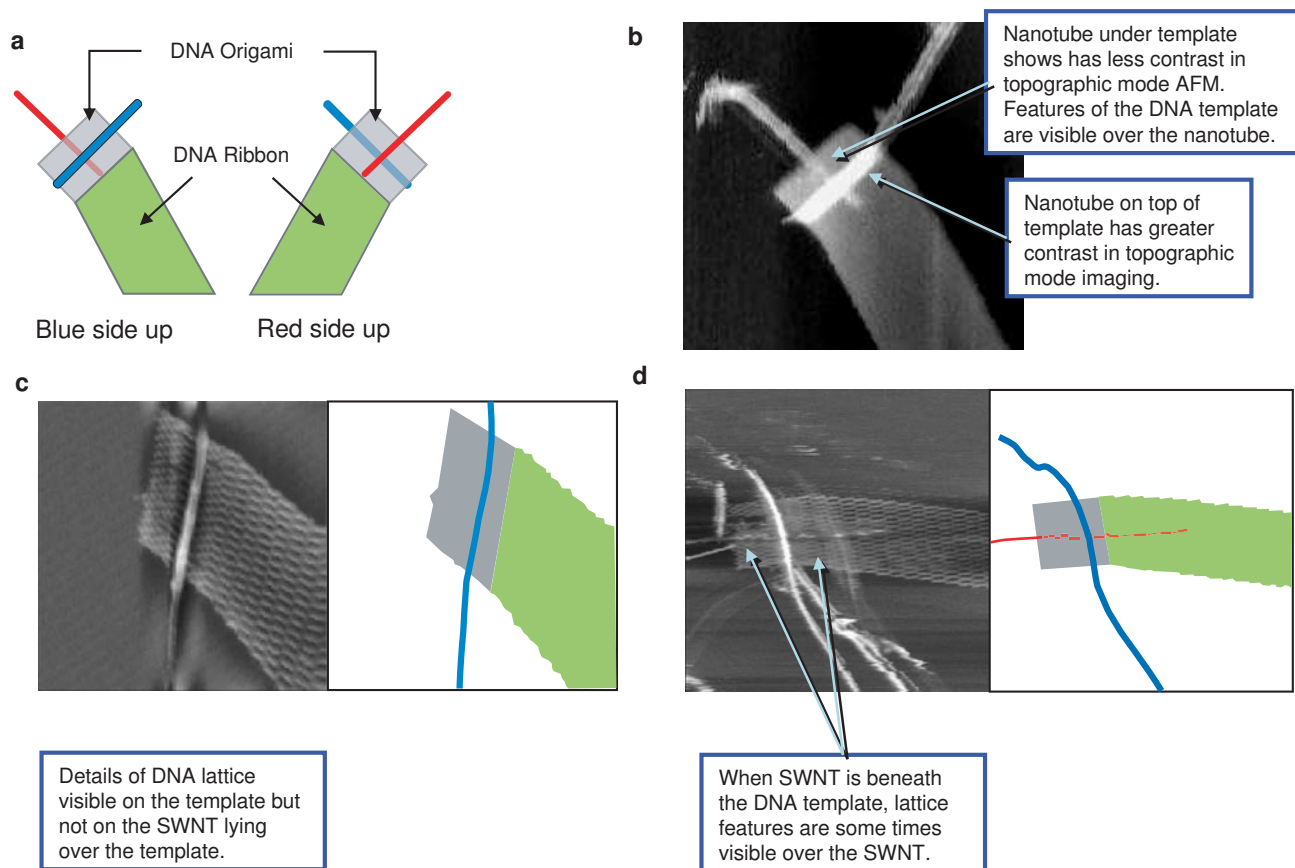 a
DNA Origami
DNA Ribbon
Blue side up
Red side up
b
Nanotube under template
shows has less contrast in
topographic mode AFM.
Features of the DNA template
are visible over the nanotube.
Nanotube on top of
template has greater
contrast in topographic
mode imaging.
c
Details of DNA lattice
visible on the template but
not on the SWNT lying
over the template.
d
When SWNT is beneath
the DNA template, lattice
features are some times
visible over the SWNT.